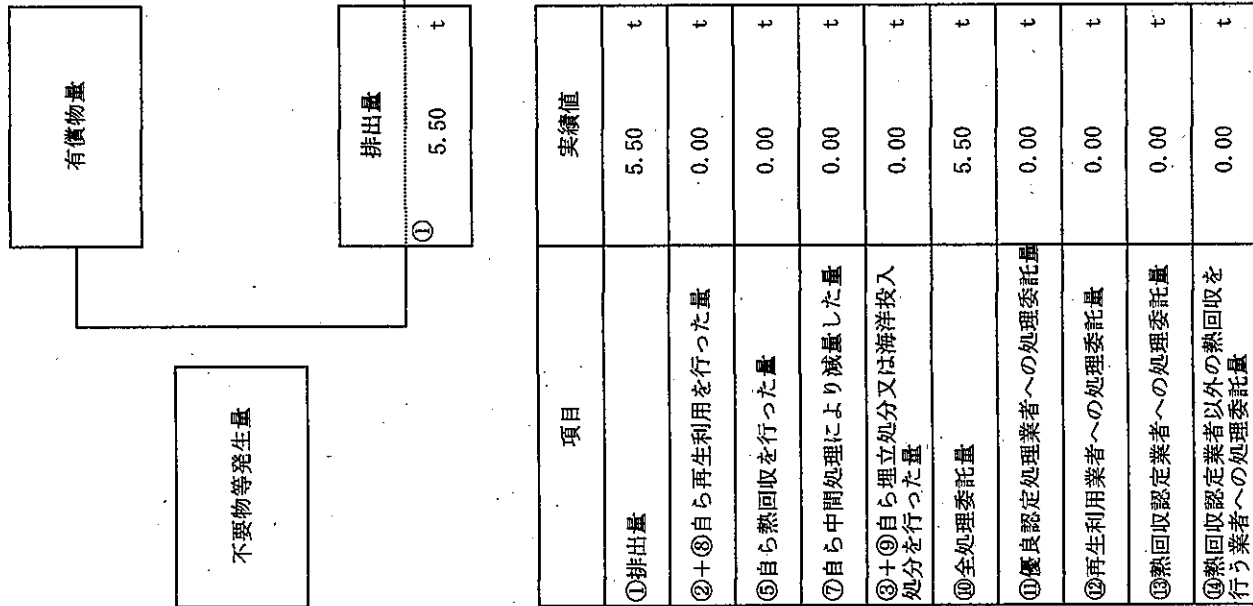 不要物等発生量
有償物量
排出量
① 5.50 t
項目 実績値
①排出量 5.50 t
②+⑧自ら再生利用を行った量 0.00 t
⑤自ら熱回収を行った量 0.00 t
⑦自ら中間処理により減量した量 0.00 t
③+⑨自ら埋立処分又は海洋投入
処分を行った量 0.00 t
⑩全処理委託量 5.50 t
⑪優良認定処理業者への処理委託量 0.00 t
⑫再生利用業者への処理委託量 0.00 t
⑬熱回収認定業者への処理委託量 0.00 t
⑭熱回収認定業者以外の熱回収を
行う業者への処理委託量 0.00 t